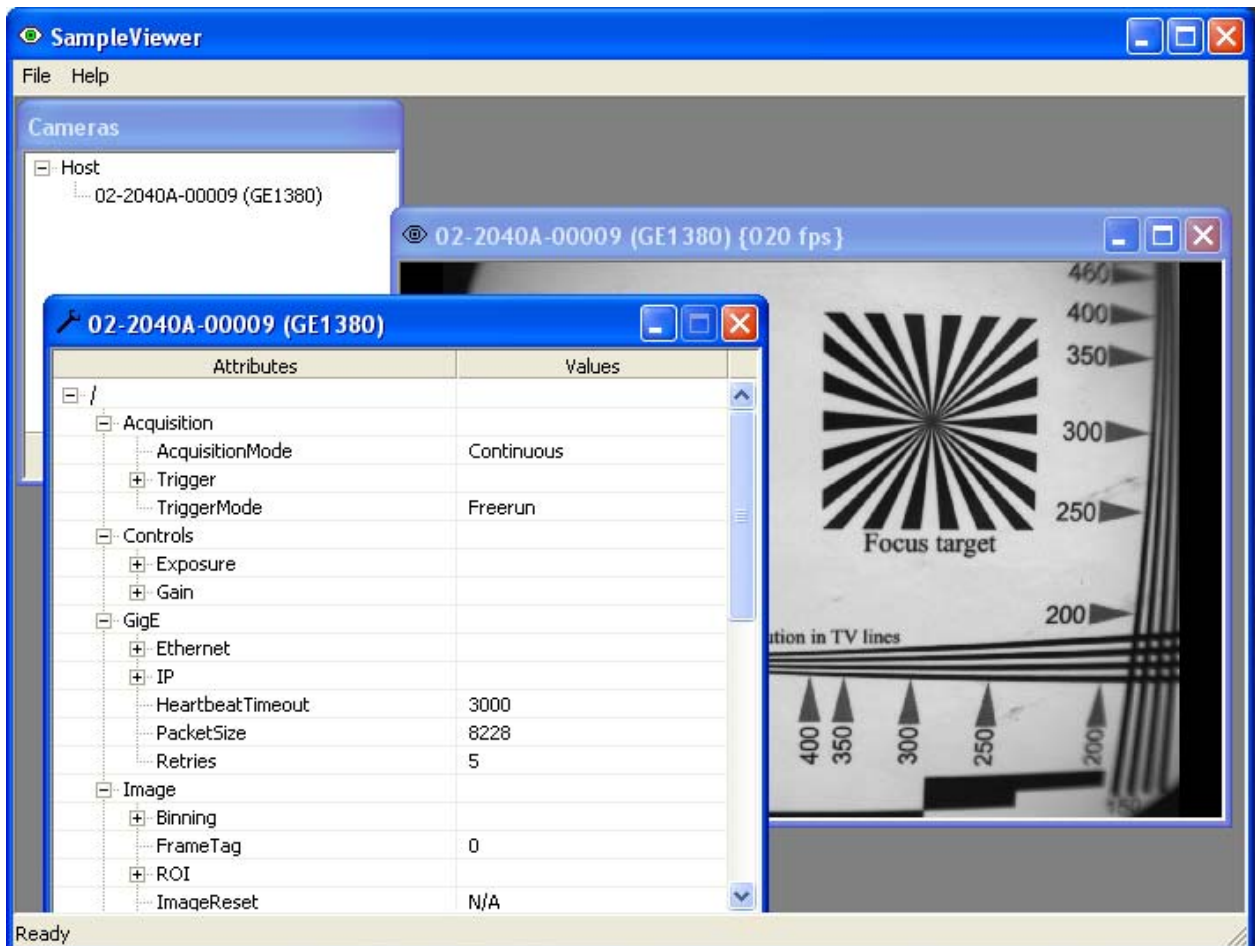 SampleViewer
File Help
Cameras
Host
02-2040A-00009 (GE1380)
02-2040A-00009 (GE1380) {020 fps}
460
400
350
300
250
200
Focus target
ution in TV lines
400 350 300 250 200
150
02-2040A-00009 (GE1380)
Attributes Values
/
Acquisition
AcquisitionMode Continuous
Trigger
TriggerMode Freerun
Controls
Exposure
Gain
GigE
Ethernet
IP
HeartbeatTimeout 3000
PacketSize 8228
Retries 5
Image
Binning
FrameTag 0
ROI
ImageReset N/A
Ready